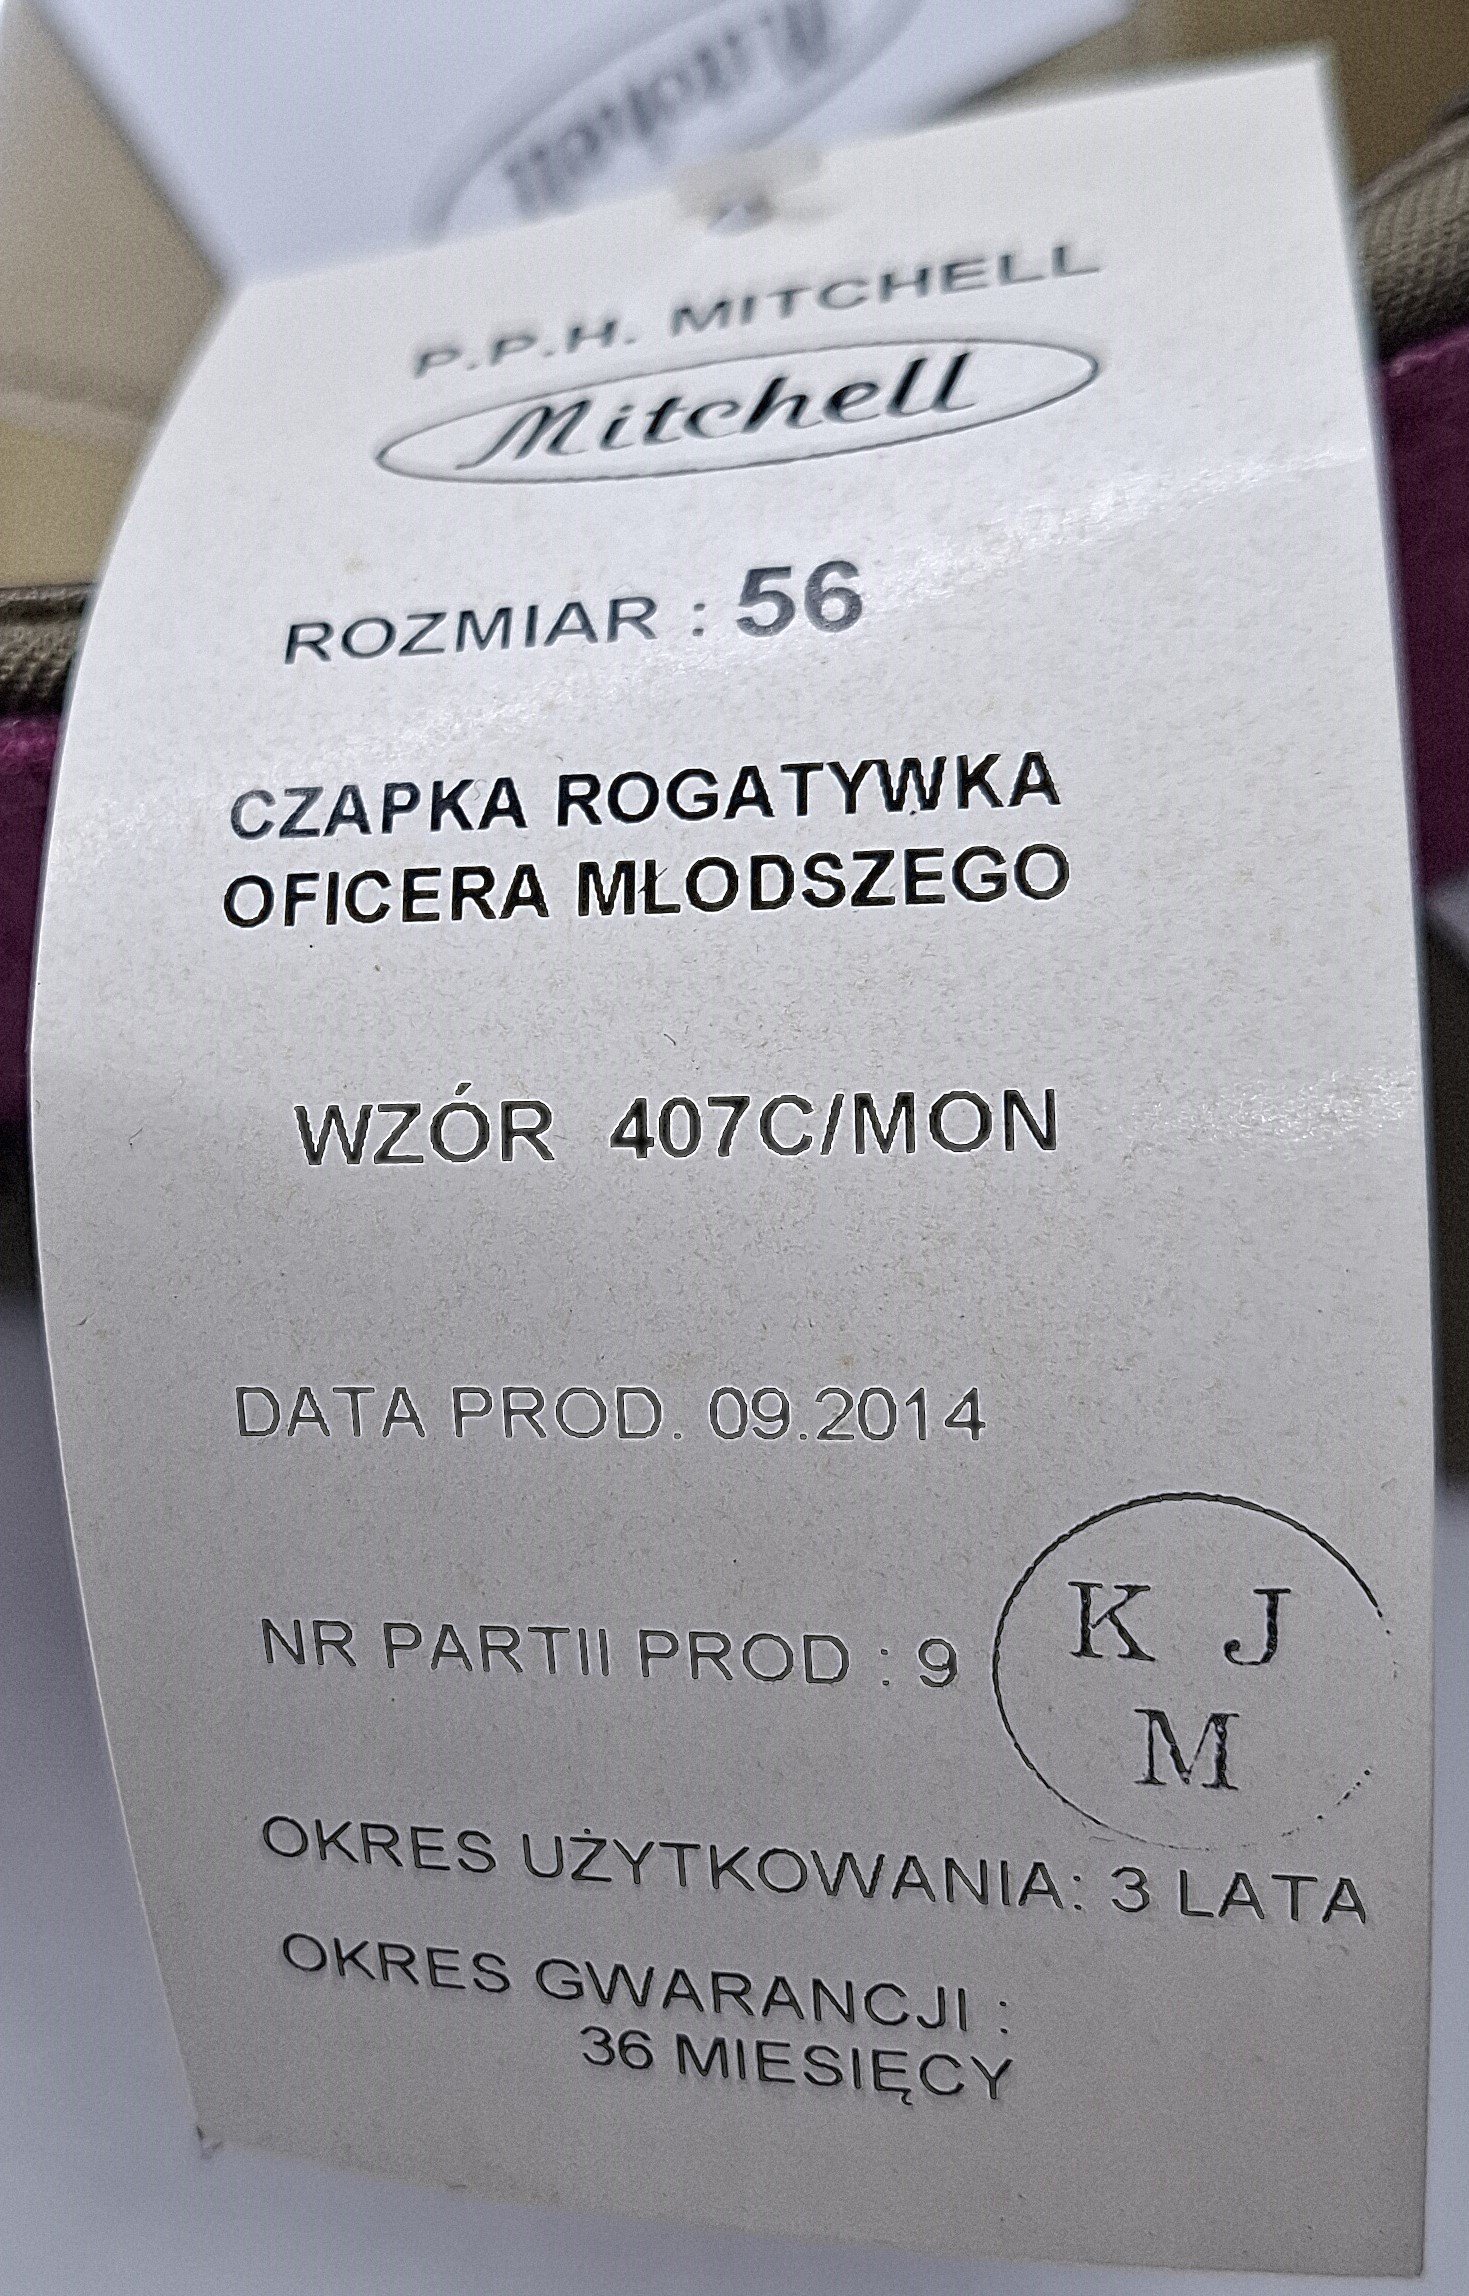 Mitchell
P.P.H. MITCHELL
Mitchell
ROZMIAR : 56
CZAPKA ROGATYWKA
OFICERA MŁODSZEGO
WZÓR 407C/MON
DATA PROD. 09.2014
NR PARTII PROD : 9
K J
M
OKRES UŻYTKOWANIA: 3 LATA
OKRES GWARANCJI :
36 MIESIĘCY